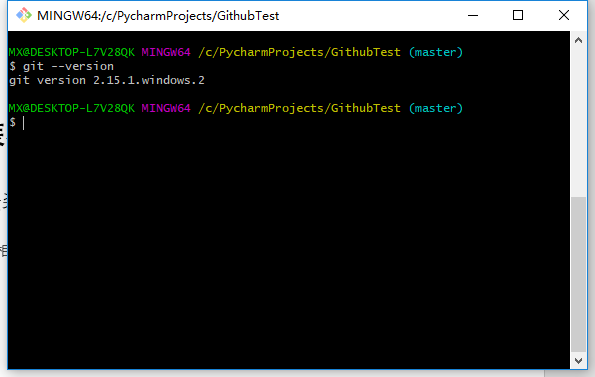 MINGW64:/c/PycharmProjects/GithubTest
MX@DESKTOP-L7V28QK MINGW64 /c/PycharmProjects/GithubTest (master)
$ git --version
git version 2.15.1.windows.2
MX@DESKTOP-L7V28QK MINGW64 /c/PycharmProjects/GithubTest (master)
$